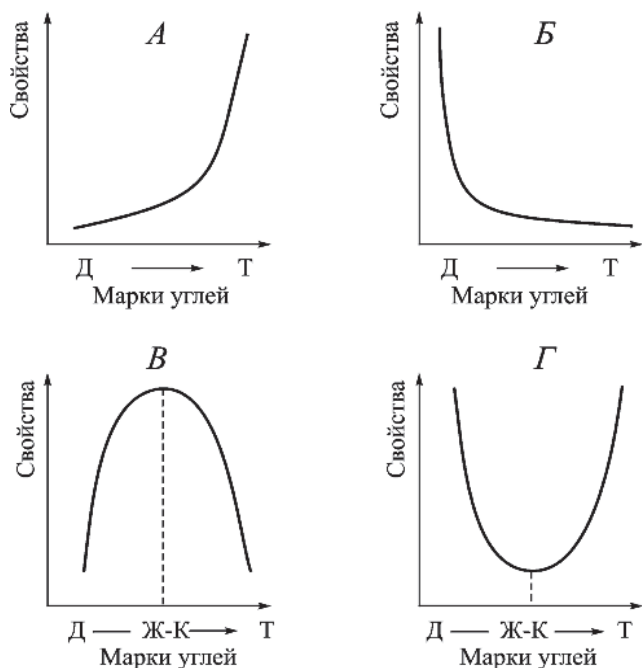 А
Свойства
Д Т
Марки углей
Б
Свойства
Д Т
Марки углей
В
Свойства
Д Ж-К Т
Марки углей
Г
Свойства
Д Ж-К Т
Марки углей